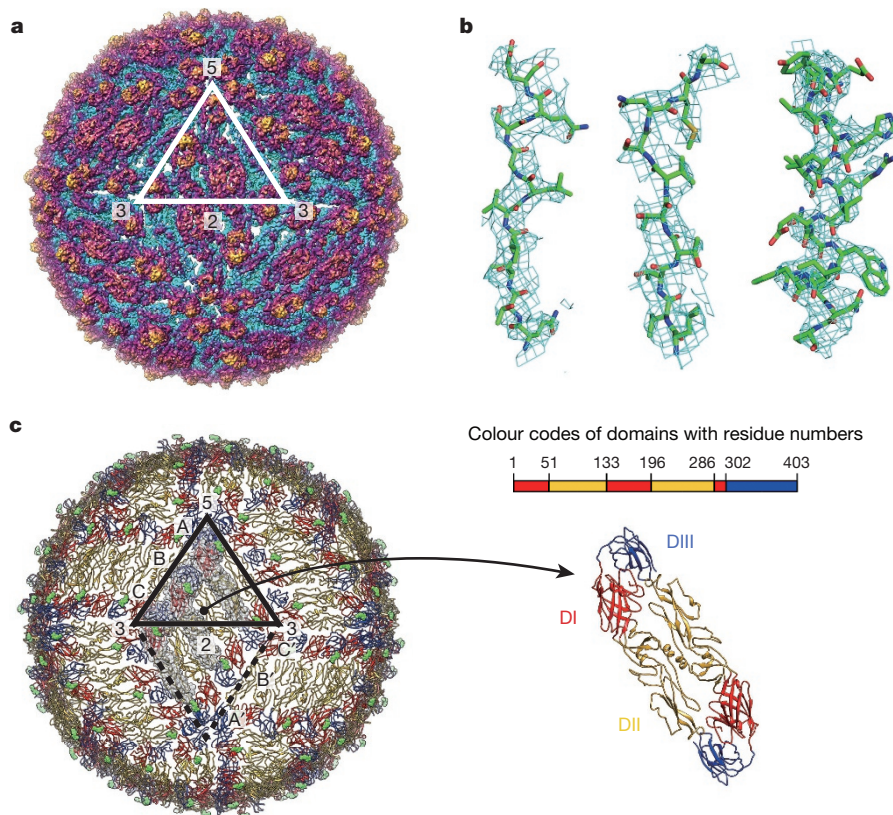 a
5
3
2
3
b
c
5
A
B
C
3
3
2
C′
B′
A′
Colour codes of domains with residue numbers
1 51 133 196 286 302 403
DIII
DI
DII